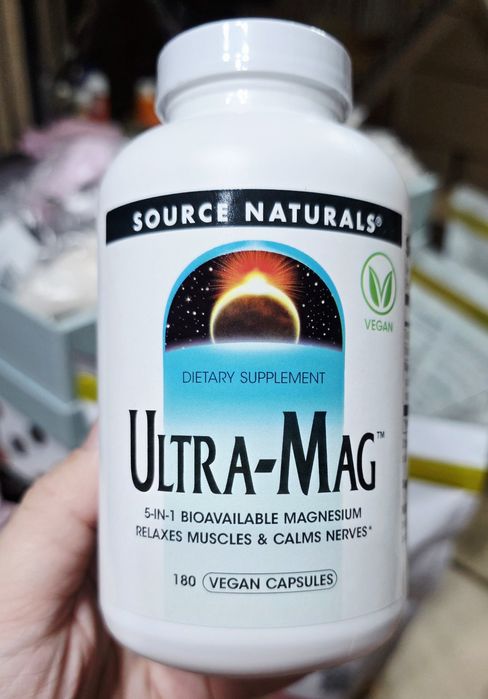 SOURCE NATURALS®
VEGAN
DIETARY SUPPLEMENT
ULTRA-MAG™
5-IN-1 BIOAVAILABLE MAGNESIUM
RELAXES MUSCLES & CALMS NERVES*
180 VEGAN CAPSULES